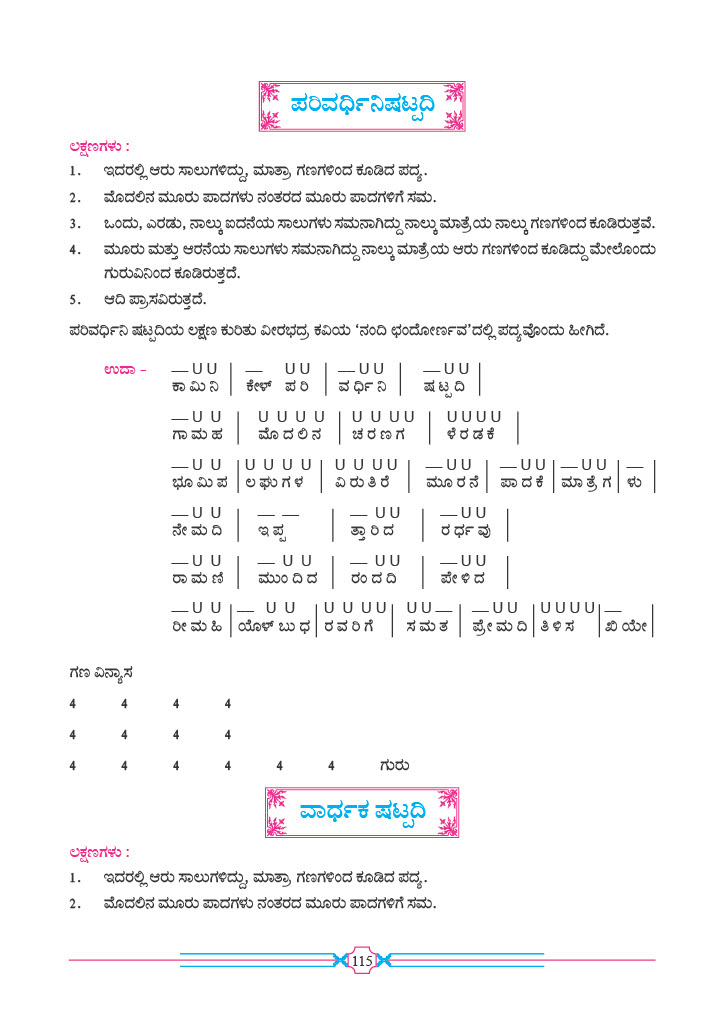 ಪರಿವರ್ಧಿನಿಷಟ್ಪದಿ
ಲಕ್ಷಣಗಳು :
1. ಇದರಲ್ಲಿ ಆರು ಸಾಲುಗಳಿದ್ದು, ಮಾತ್ರಾ ಗಣಗಳಿಂದ ಕೂಡಿದ ಪದ್ಯ.
2. ಮೊದಲಿನ ಮೂರು ಪಾದಗಳು ನಂತರದ ಮೂರು ಪಾದಗಳಿಗೆ ಸಮ.
3. ಒಂದು, ಎರಡು, ನಾಲ್ಕು ಐದನೆಯ ಸಾಲುಗಳು ಸಮನಾಗಿದ್ದು ನಾಲ್ಕು ಮಾತ್ರೆಯ ನಾಲ್ಕು ಗಣಗಳಿಂದ ಕೂಡಿರುತ್ತವೆ.
4. ಮೂರು ಮತ್ತು ಆರನೆಯ ಸಾಲುಗಳು ಸಮನಾಗಿದ್ದು ನಾಲ್ಕು ಮಾತ್ರೆಯ ಆರು ಗಣಗಳಿಂದ ಕೂಡಿದ್ದು ಮೇಲೊಂದು
ಗುರುವಿನಿಂದ ಕೂಡಿರುತ್ತದೆ.
5. ಆದಿ ಪ್ರಾಸವಿರುತ್ತದೆ.
ಪರಿವರ್ಧಿನಿ ಷಟ್ಪದಿಯ ಲಕ್ಷಣ ಕುರಿತು ವೀರಭದ್ರ ಕವಿಯ ‘ನಂದಿ ಛಂದೋರ್ಣವ’ದಲ್ಲಿ ಪದ್ಯವೊಂದು ಹೀಗಿದೆ.
ಉದಾ – — U U | — U U | — U U | — U U |
ಕಾ ಮಿ ನಿ | ಕೇಳ್ ಪ ರಿ | ವ ರ್ಧಿ ನಿ | ಷ ಟ್ಪ ದಿ |
— U U | U U U U | U U U U | U U U U |
ಗಾ ಮ ಹ | ಮೊ ದ ಲಿ ನ | ಚ ರ ಣ ಗ | ಳೆ ರ ಡ ಕೆ |
— U U | U U U U | U U U U | — U U | — U U | — U U | — |
ಭೂ ಮಿ ಪ | ಲ ಘು ಗ ಳ | ವಿ ರು ತಿ ರೆ | ಮೂ ರ ನೆ | ಪಾ ದ ಕೆ | ಮಾ ತ್ರೆ ಗ | ಳು |
— U U | — — | — U U | — U U |
ನೇ ಮ ದಿ | ಇ ಪ್ಪ | ತ್ತಾ ರಿ ದ | ರ ರ್ಧ ವು |
— U U | — U U | — U U | — U U |
ರಾ ಮ ಣಿ | ಮುಂ ದಿ ದ | ರಂ ದ ದಿ | ಪೇ ಳಿ ದ |
— U U | — U U | U U U U | U U — | — U U | U U U U | — |
ರೀ ಮ ಹಿ | ಯೊಳ್ ಬು ಧ | ರ ವ ರಿ ಗೆ | ಸ ಮ ತ | ಪ್ರೇ ಮ ದಿ | ತಿ ಳಿ ಸ | ಖಿ ಯೇ |
ಗಣ ವಿನ್ಯಾಸ
4 4 4 4
4 4 4 4
4 4 4 4 4 4 ಗುರು
ವಾರ್ಧಕ ಷಟ್ಪದಿ
ಲಕ್ಷಣಗಳು :
1. ಇದರಲ್ಲಿ ಆರು ಸಾಲುಗಳಿದ್ದು, ಮಾತ್ರಾ ಗಣಗಳಿಂದ ಕೂಡಿದ ಪದ್ಯ.
2. ಮೊದಲಿನ ಮೂರು ಪಾದಗಳು ನಂತರದ ಮೂರು ಪಾದಗಳಿಗೆ ಸಮ.
115